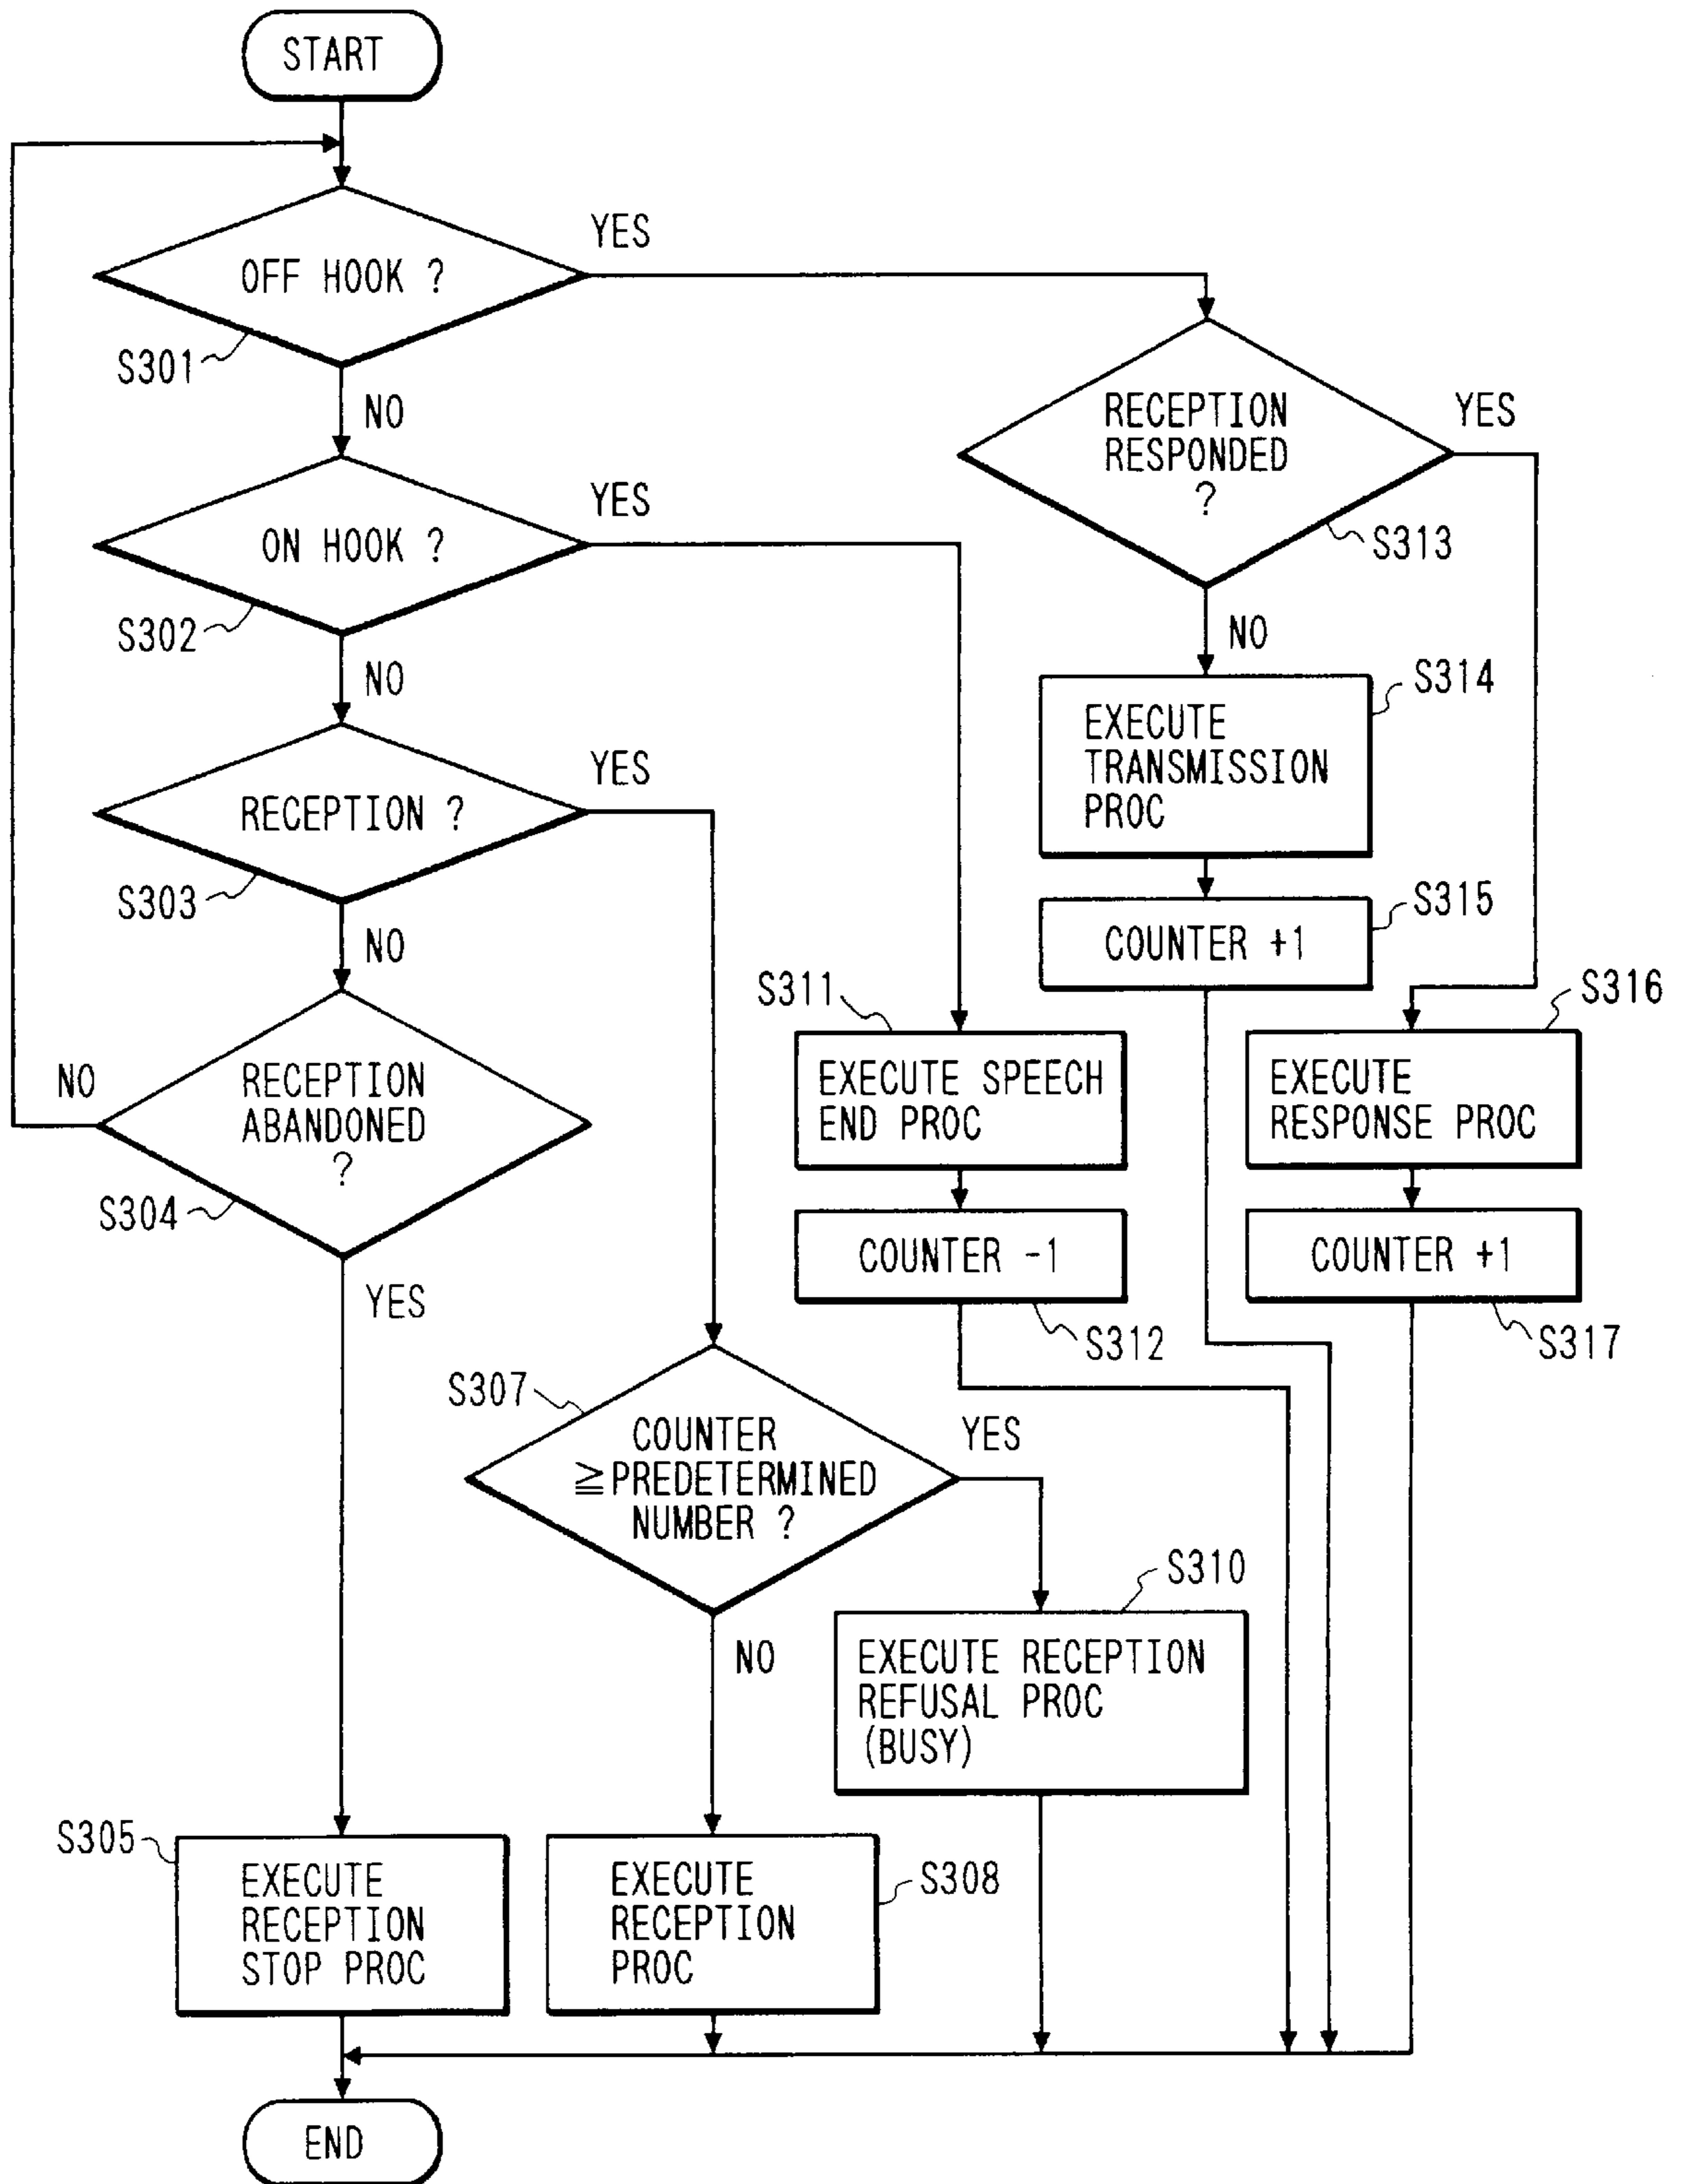 START
OFF HOOK ?
YES
S301
NO
RECEPTION
RESPONDED
?
YES
S313
ON HOOK ?
YES
S302
NO
NO
S314
EXECUTE
TRANSMISSION
PROC
RECEPTION ?
YES
S303
NO
S315
COUNTER +1
S311
S316
RECEPTION
ABANDONED
?
NO
S304
YES
EXECUTE SPEECH
END PROC
EXECUTE
RESPONSE PROC
COUNTER -1
S312
COUNTER +1
S317
S307
COUNTER
≧PREDETERMINED
NUMBER ?
YES
NO
S310
EXECUTE RECEPTION
REFUSAL PROC
(BUSY)
S305
EXECUTE
RECEPTION
STOP PROC
EXECUTE
RECEPTION
PROC
S308
END